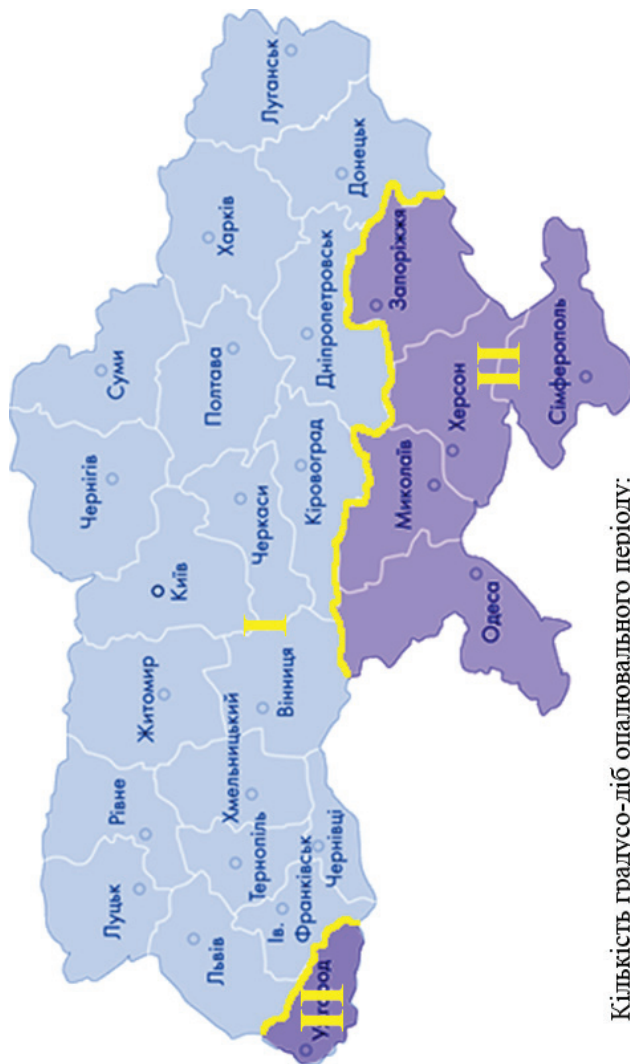 Луцьк
Рівне
Житомир
Київ
Чернігів
Суми
Львів
Тернопіль
Хмельницький
Вінниця
Черкаси
Полтава
Харків
Луганськ
Ужгород
Ів.
Франківськ
Чернівці
Кіровоград
Дніпропетровськ
Донецьк
Запоріжжя
Миколаїв
Херсон
Одеса
Сімферополь
I
II
II
Кількість градусо-діб опалювального періоду: